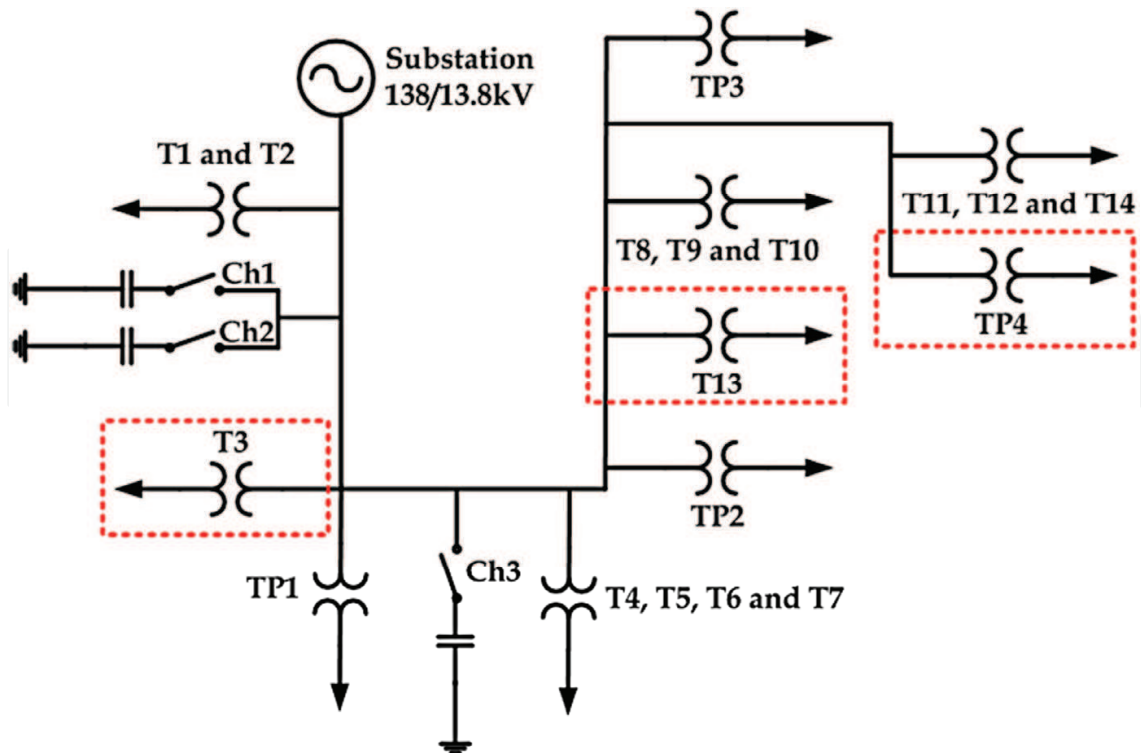 Substation
138/13.8kV
TP3
T1 and T2
T11, T12 and T14
T8, T9 and T10
Ch1
Ch2
TP4
T13
T3
TP2
TP1
Ch3
T4, T5, T6 and T7